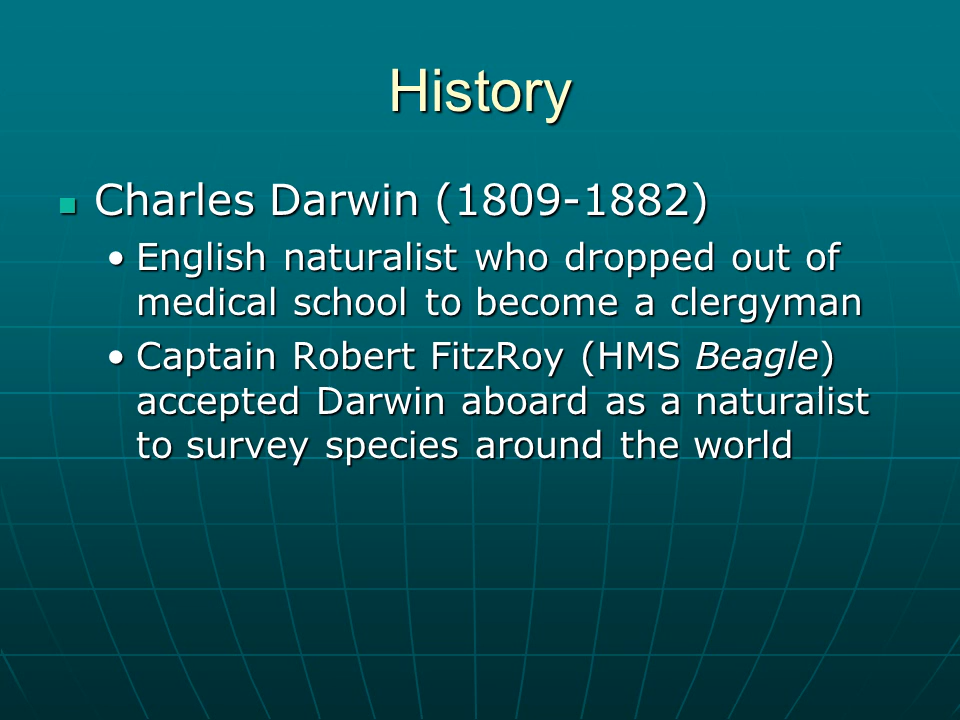 History
Charles Darwin (1809-1882)
English naturalist who dropped out of
medical school to become a clergyman
Captain Robert FitzRoy (HMS Beagle)
accepted Darwin aboard as a naturalist
to survey species around the world